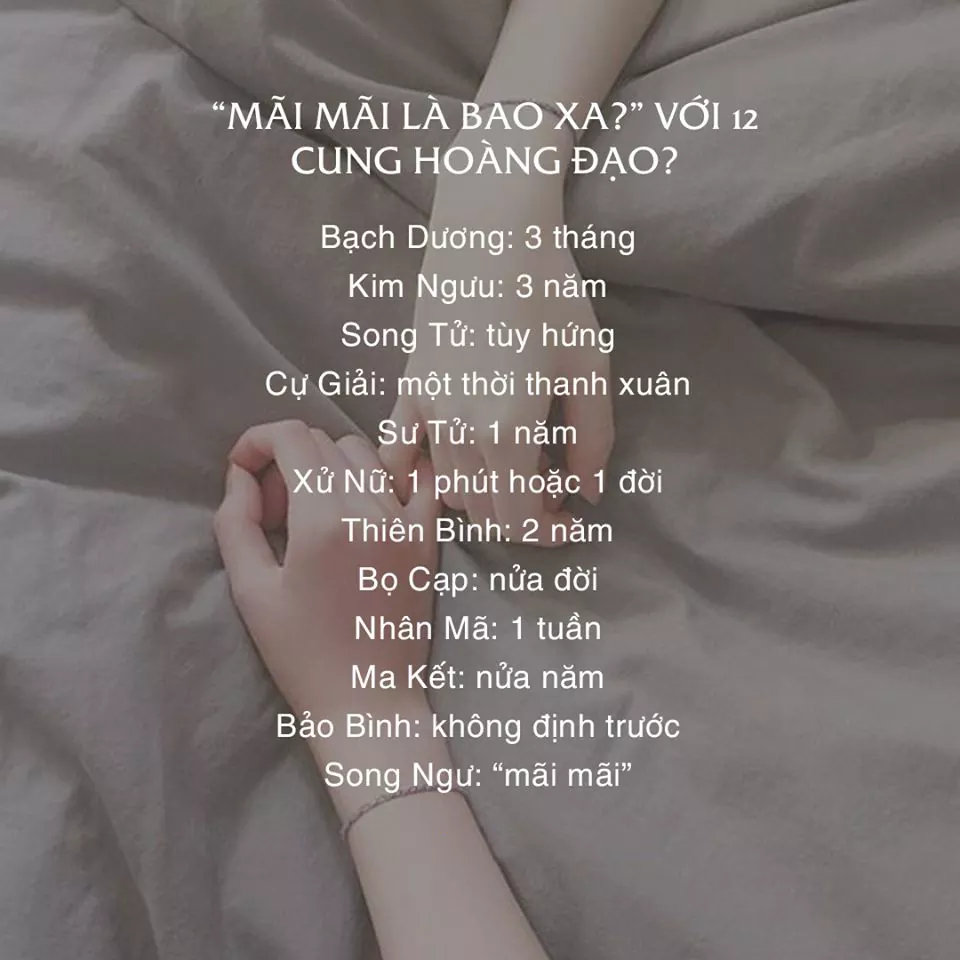 “MÃI MÃI LÀ BAO XA?” VỚI 12
CUNG HOÀNG ĐẠO?
Bạch Dương: 3 tháng
Kim Ngưu: 3 năm
Song Tử: tùy hứng
Cự Giải: một thời thanh xuân
Sư Tử: 1 năm
Xử Nữ: 1 phút hoặc 1 đời
Thiên Bình: 2 năm
Bọ Cạp: nửa đời
Nhân Mã: 1 tuần
Ma Kết: nửa năm
Bảo Bình: không định trước
Song Ngư: “mãi mãi”